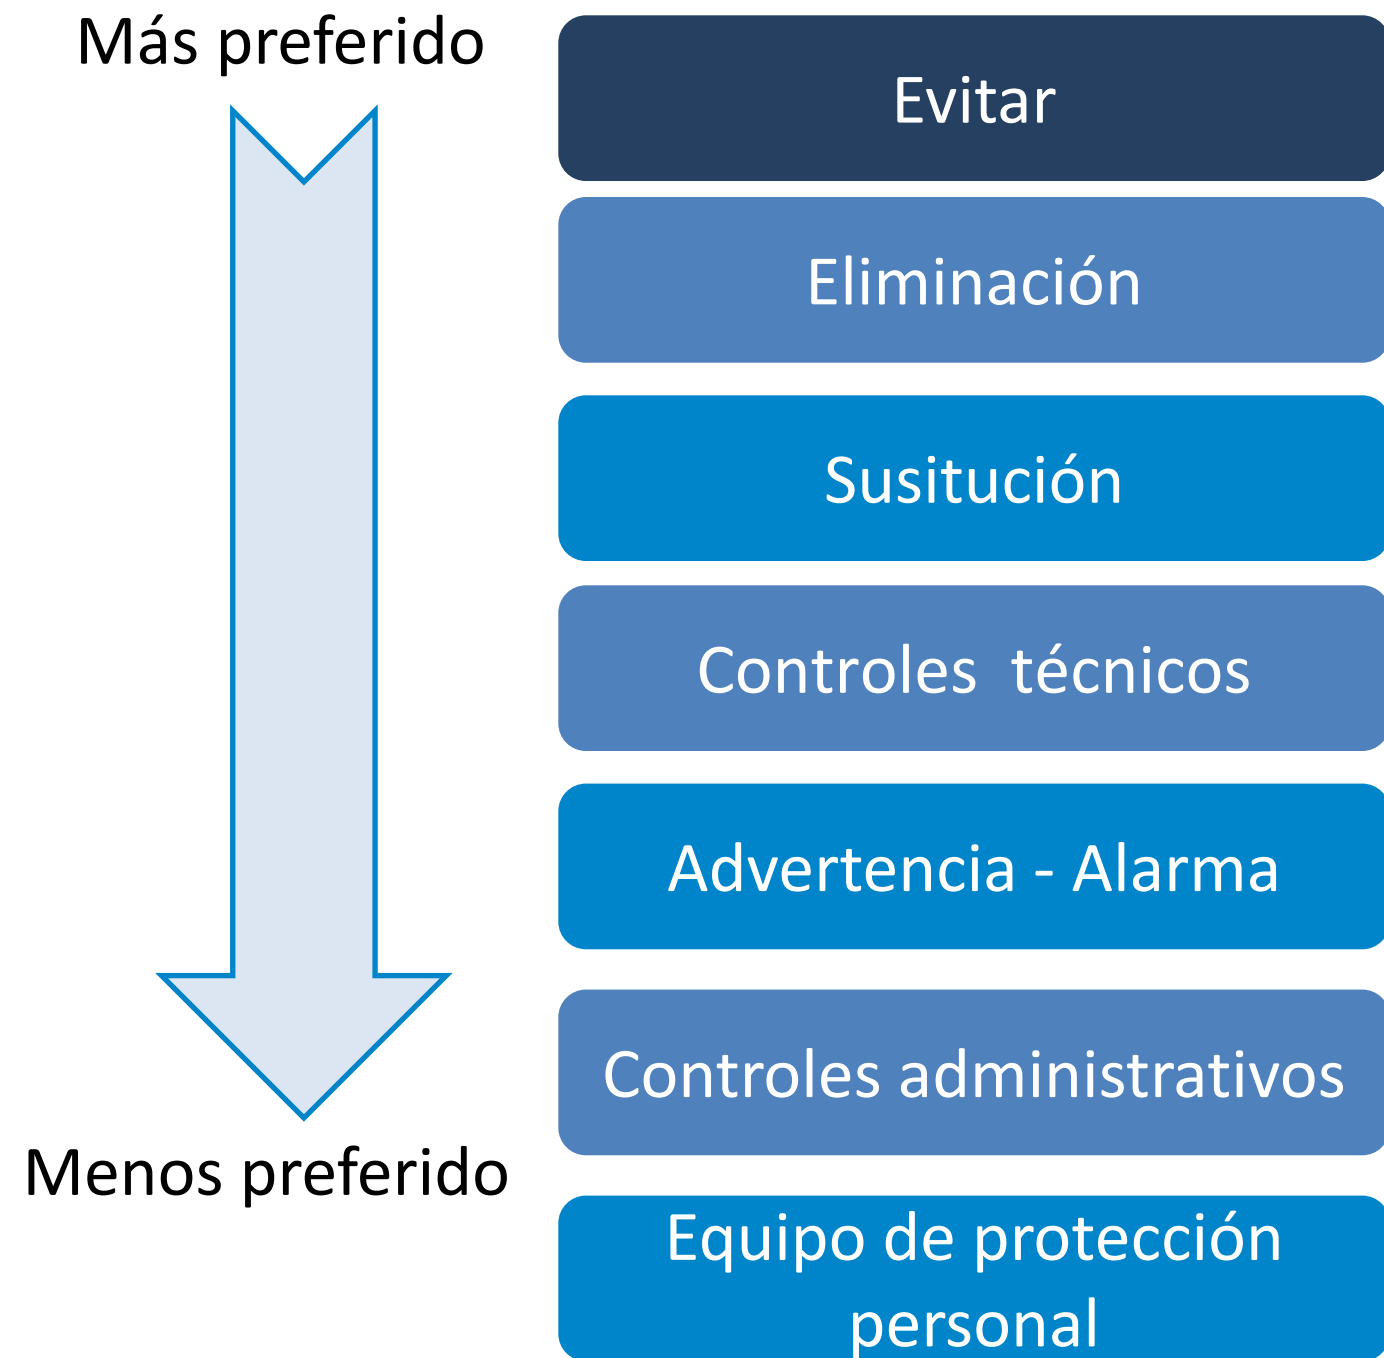 Más preferido
Evitar
Eliminación
Susitución
Controles  técnicos
Advertencia - Alarma
Controles administrativos
Menos preferido
Equipo de protección
personal